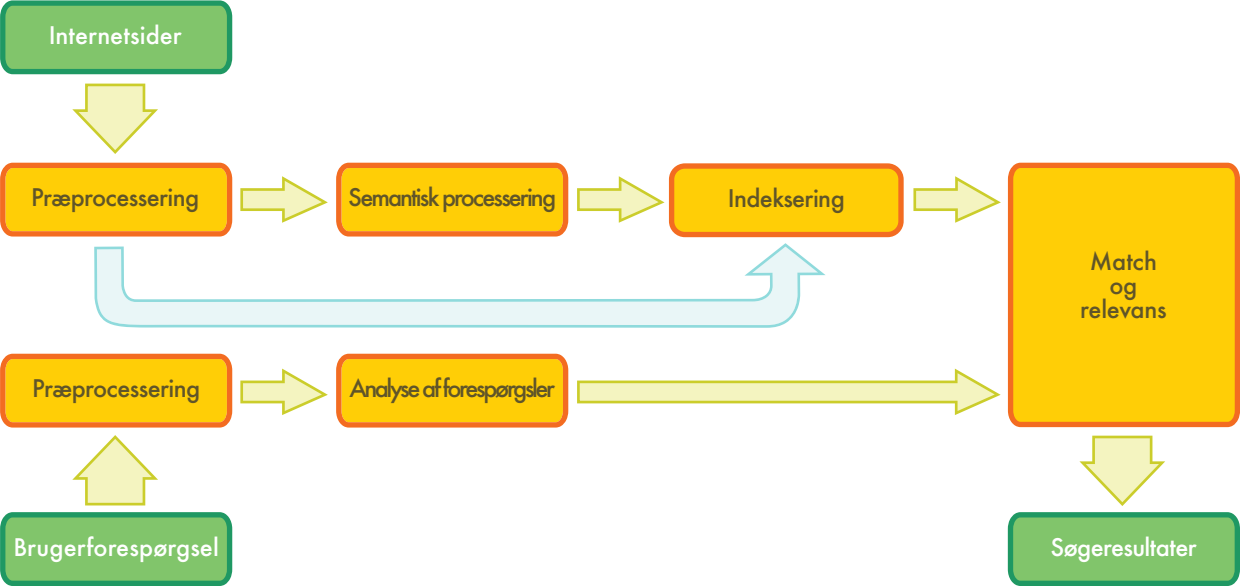 Internetsider
Præprocessering
Semantisk processering
Indeksering
Match
og
relevans
Præprocessering
Analyse af forespørgsler
Brugerforespørgsel
Søgeresultater